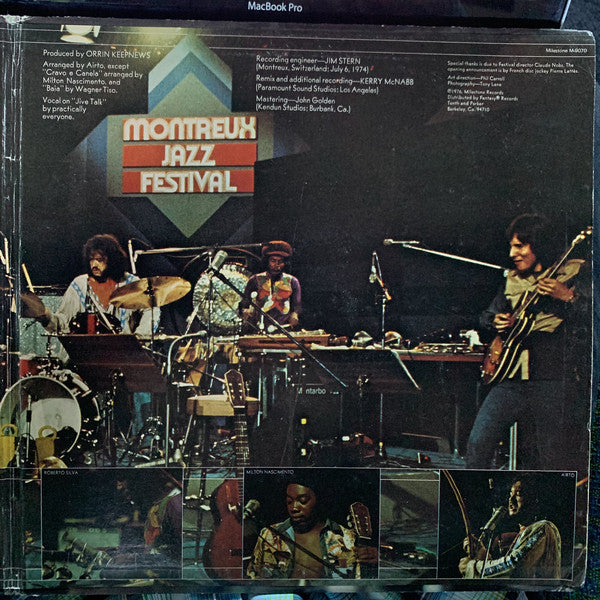 MacBook Pro
Milestone M-9070
Produced by ORRIN KEEPNEWS
Arranged by Airto, except
"Cravo e Canela" arranged by
Milton Nascimento, and
"Baia" by Wagner Tiso.
Vocal on "Jive Talk"
by practically
everyone.
Recording engineer—JIM STERN
(Montreux, Switzerland; July 6, 1974)
Remix and additional recording—KERRY McNABB
(Paramount Sound Studios: Los Angeles)
Mastering—John Golden
(Kendun Studios: Burbank, Ca.)
Special thanks is due to Festival director Claude Nobs. The
opening announcement is by French disc jockey Pierre Lattès.
Art direction—Phil Carroll
Photography—Tony Lane
℗1976, Milestone Records
Distributed by Fantasy® Records
Tenth and Parker
Berkeley, Ca. 94710
MONTREUX
JAZZ
FESTIVAL
ROBERTO SILVA
MILTON NASCIMENTO
AIRTO